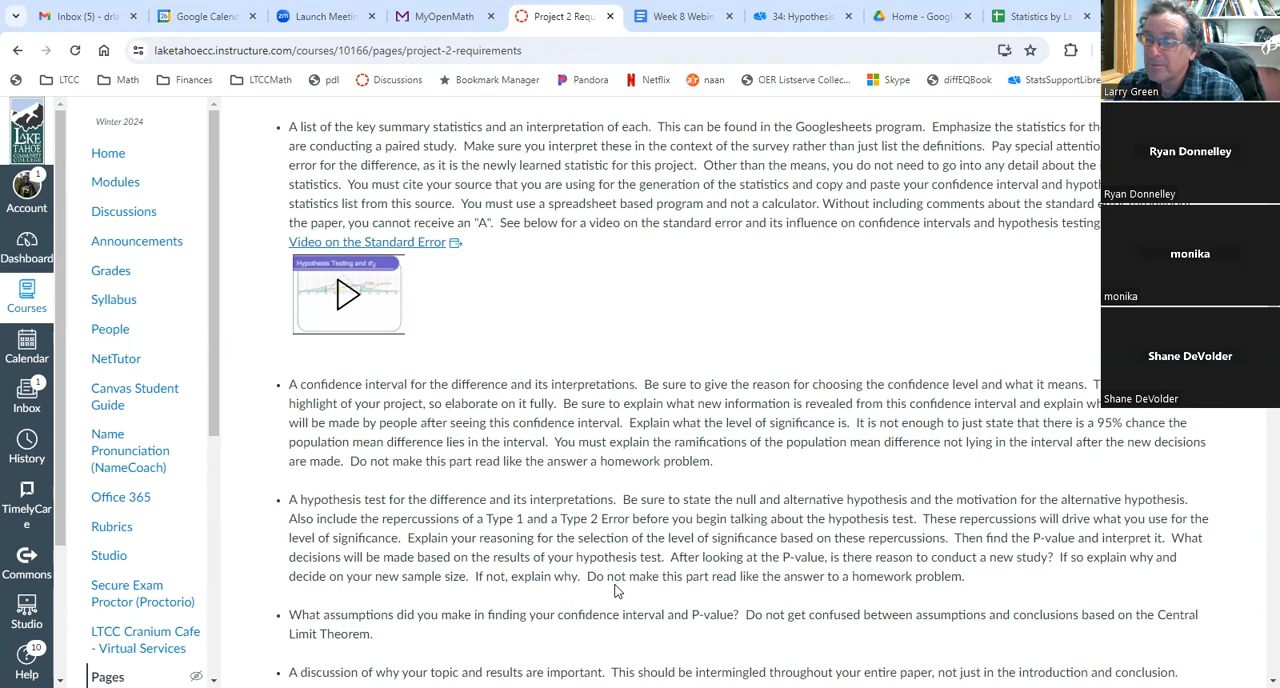 Inbox (5) - drla
Google Calend
Launch Meetin
MyOpenMath
Project 2 Requ
Week 8 Webin
34: Hypothesis
Home - Googl
Statistics by La
laketahoecc.instructure.com/courses/10166/pages/project-2-requirements
LTCC
Math
Finances
LTCCMath
pdl
Discussions
Bookmark Manager
Pandora
Netflix
naan
OER Listserve Collec...
Skype
diffEQBook
StatsSupportLibre
Larry Green
Ryan Donnelley
Ryan Donnelley
monika
monika
Shane DeVolder
Shane DeVolder
LAKE
TAHOE
Account
Dashboard
Courses
Calendar
Inbox
History
TimelyCar
e
Commons
Studio
Help
1
1
10
Winter 2024
Home
Modules
Discussions
Announcements
Grades
Syllabus
People
NetTutor
Canvas Student
Guide
Name
Pronunciation
(NameCoach)
Office 365
Rubrics
Studio
Secure Exam
Proctor (Proctorio)
LTCC Cranium Cafe
- Virtual Services
Pages
A list of the key summary statistics and an interpretation of each. This can be found in the Googlesheets program. Emphasize the statistics for the
are conducting a paired study. Make sure you interpret these in the context of the survey rather than just list the definitions. Pay special attention
error for the difference, as is the most important standard statistic for this project. Other than the means, you do not need to go into any detail about the
statistics. You must cite your source that you are using for the generation of the statistics and copy and paste your confidence interval and hypoth
statistics list from the You must use a spreadsheet based program and not a calculator. Without including comments about the standard
the paper, you cannot receive an "A". See below for a video on the standard error and its influence on confidence intervals and hypothesis testing
Video on the Standard Error
Hypothesis Testing and
A confidence interval for the difference and its interpretations. Be sure to give the reason for choosing the confidence level and what it means. T
highlight of your project, so elaborate on it fully. Be sure to explain what new information is revealed from this confidence interval and explain wh
will be made by people after seeing this confidence interval. Explain what the level of significance is. It is not enough to just state that there is a 95% chance the
population mean difference lies in the interval. You must explain the ramifications of the population mean difference not lying in the interval after the new decisions
are made. Do not make this part read like the answer a homework problem.
A hypothesis test for the difference and its interpretations. Be sure to state the null and alternative hypothesis and the motivation for the alternative hypothesis.
Also include the repercussions of a Type 1 and a Type 2 Error before you begin talking about the hypothesis test. These repercussions will drive what you use for the
level of significance. Explain your reasoning for the selection of the level of significance based on these repercussions. Then find the P-value and interpret it. What
decisions will be made based on the results of your hypothesis test. After looking at the P-value, is there reason to conduct a new study? If so explain why and
decide on your new sample size. If not, explain why. Do not make this part read like the answer to a homework problem.
What assumptions did you make in finding your confidence interval and P-value? Do not get confused between assumptions and conclusions based on the Central
Limit Theorem.
A discussion of why your topic and results are important. This should be intermingled throughout your entire paper, not just in the introduction and conclusion.